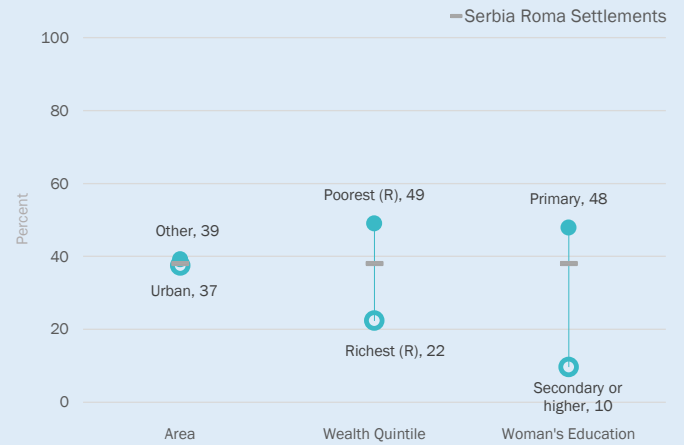 Serbia Roma Settlements
100
80
60
40
20
0
Percent
Other, 39
Urban, 37
Poorest (R), 49
Richest (R), 22
Primary, 48
Secondary or
higher, 10
Area
Wealth Quintile
Woman's Education